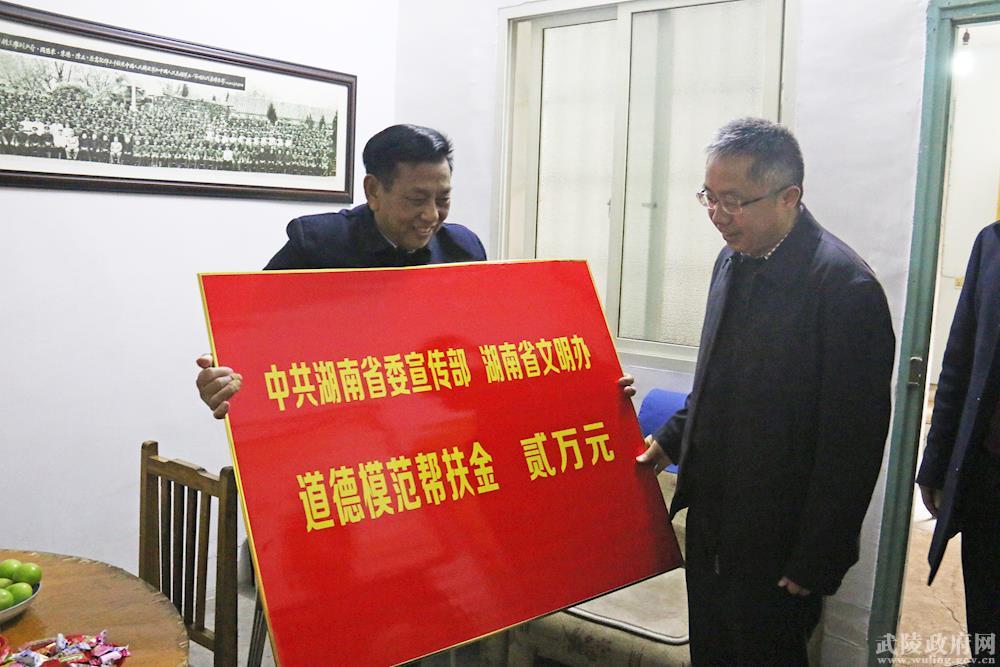 中共湖南省委宣传部 湖南省文明办
道德模范帮扶金 贰万元
武陵政府网
www.wuling.gov.cn